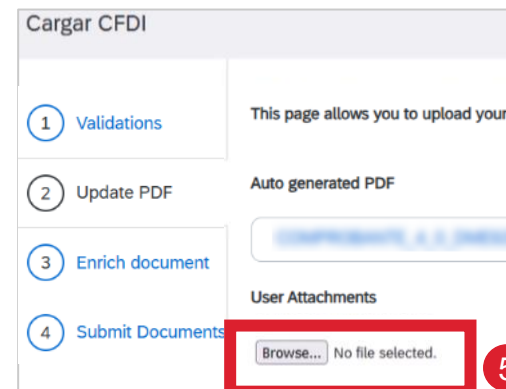 Cargar CFDI
1 Validations
2 Update PDF
3 Enrich document
4 Submit Documents
This page allows you to upload your
Auto generated PDF
User Attachments
Browse... No file selected.
5